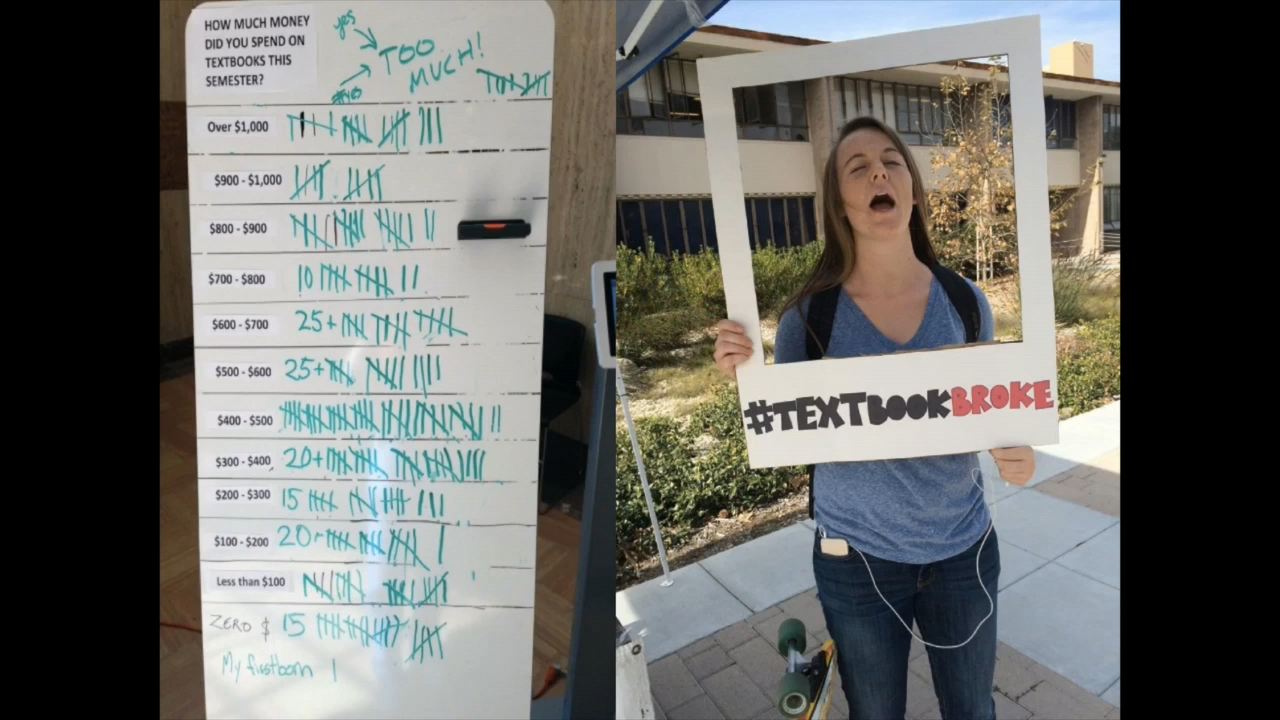 HOW MUCH MONEY
DID YOU SPEND ON
TEXTBOOKS THIS
SEMESTER?
yes
TOO
MUCH!
Over $1,000
$900 - $1,000
$800 - $900
$700 - $800 10
$600 - $700 25+
$500 - $600 25+
$400 - $500
$300 - $400 20+
$200 - $300 15
$100 - $200 20
Less than $100
ZERO $ 15
My firstborn |
#TEXTBOOKBROKE